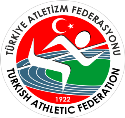 TÜRKİYE ATLETİZM FEDERASYONU
1922
TURKISH ATHLETIC FEDERATION